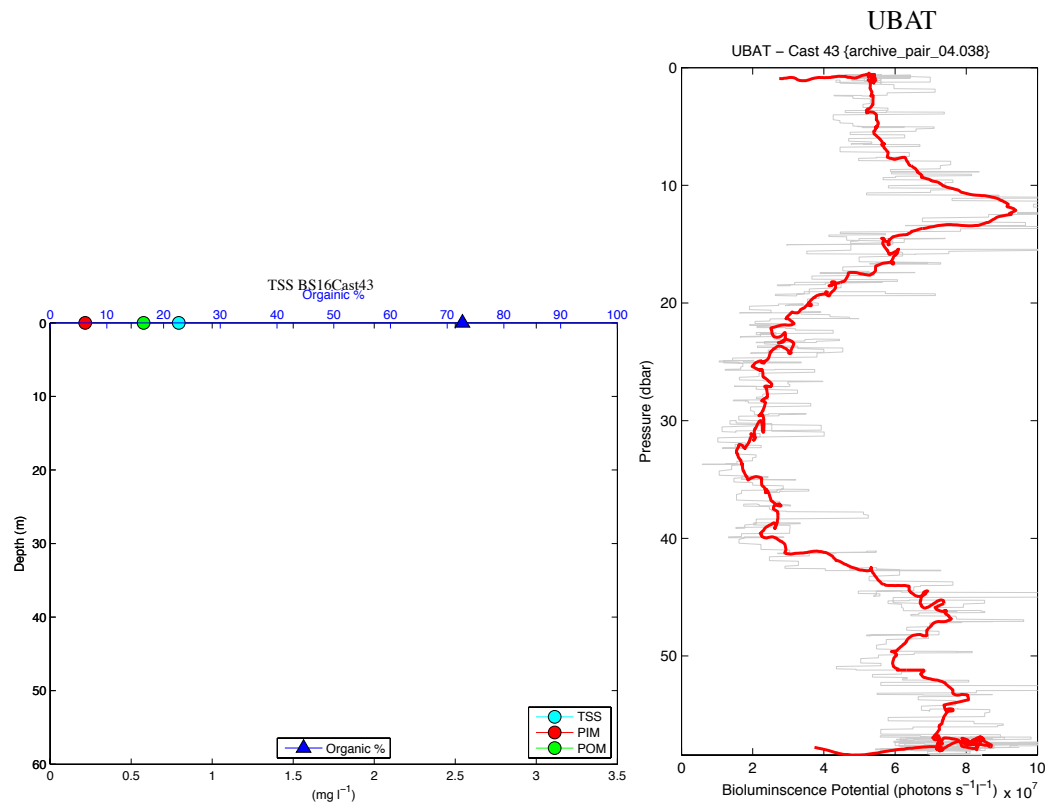 UBAT
UBAT − Cast 43 {archive_pair_04.038}
TSS BS16Cast43
Orgainic %
0 10 20 30 40 50 60 70 80 90 100
0
10
20
30
40
50
60
Depth (m)
0 0.5 1 1.5 2 2.5 3 3.5
(mg l⁻¹)
Organic %
TSS
PIM
POM
0
10
20
30
40
50
Pressure (dbar)
0 2 4 6 8 10
Bioluminscence Potential (photons s⁻¹l⁻¹) x 10⁷